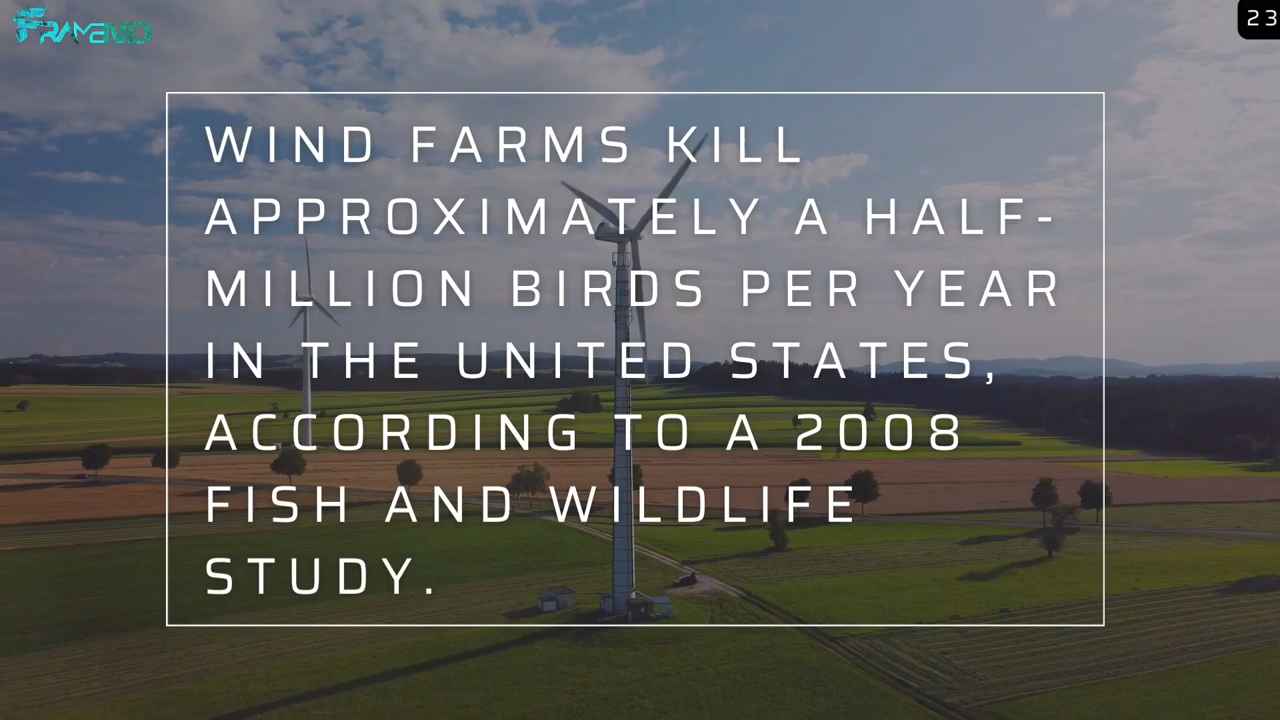 FRAMEVID
23
WIND FARMS KILL
APPROXIMATELY A HALF-
MILLION BIRDS PER YEAR
IN THE UNITED STATES,
ACCORDING TO A 2008
FISH AND WILDLIFE
STUDY.